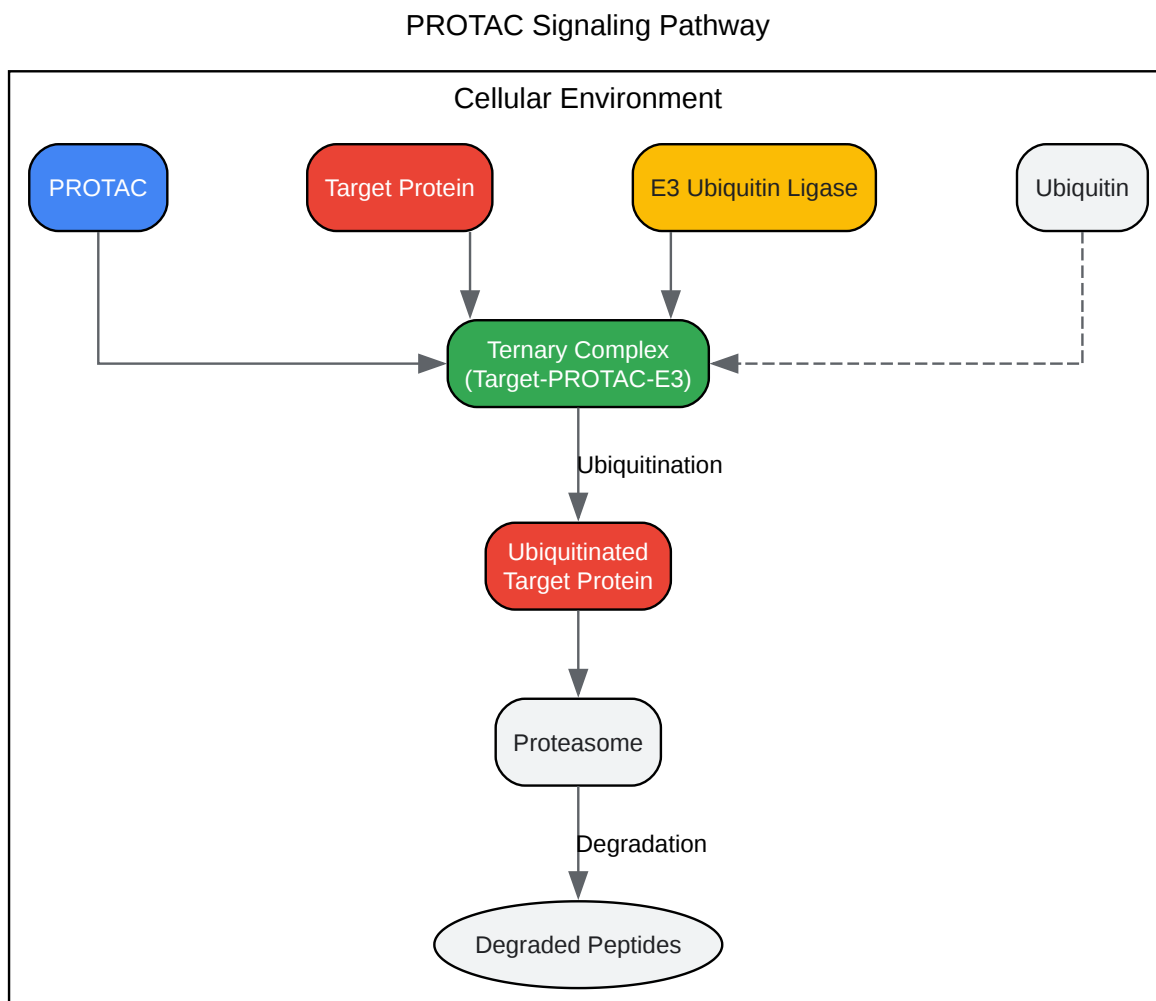 PROTAC Signaling Pathway
Cellular Environment
PROTAC
Target Protein
E3 Ubiquitin Ligase
Ubiquitin
Ternary Complex
(Target-PROTAC-E3)
Ubiquitination
Ubiquitinated
Target Protein
Proteasome
Degradation
Degraded Peptides